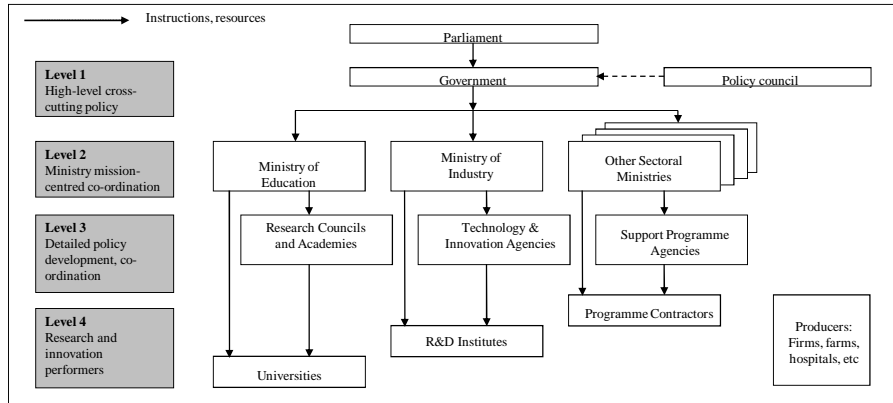 Instructions, resources
Parliament
Level 1
High-level cross-
cutting policy
Government
Policy council
Level 2
Ministry mission-
centred co-ordination
Ministry of
Education
Ministry of
Industry
Other Sectoral
Ministries
Level 3
Detailed policy
development, co-
ordination
Research Councils
and Academies
Technology &
Innovation Agencies
Support Programme
Agencies
Level 4
Research and
innovation
performers
Universities
R&D Institutes
Programme Contractors
Producers:
Firms, farms,
hospitals, etc